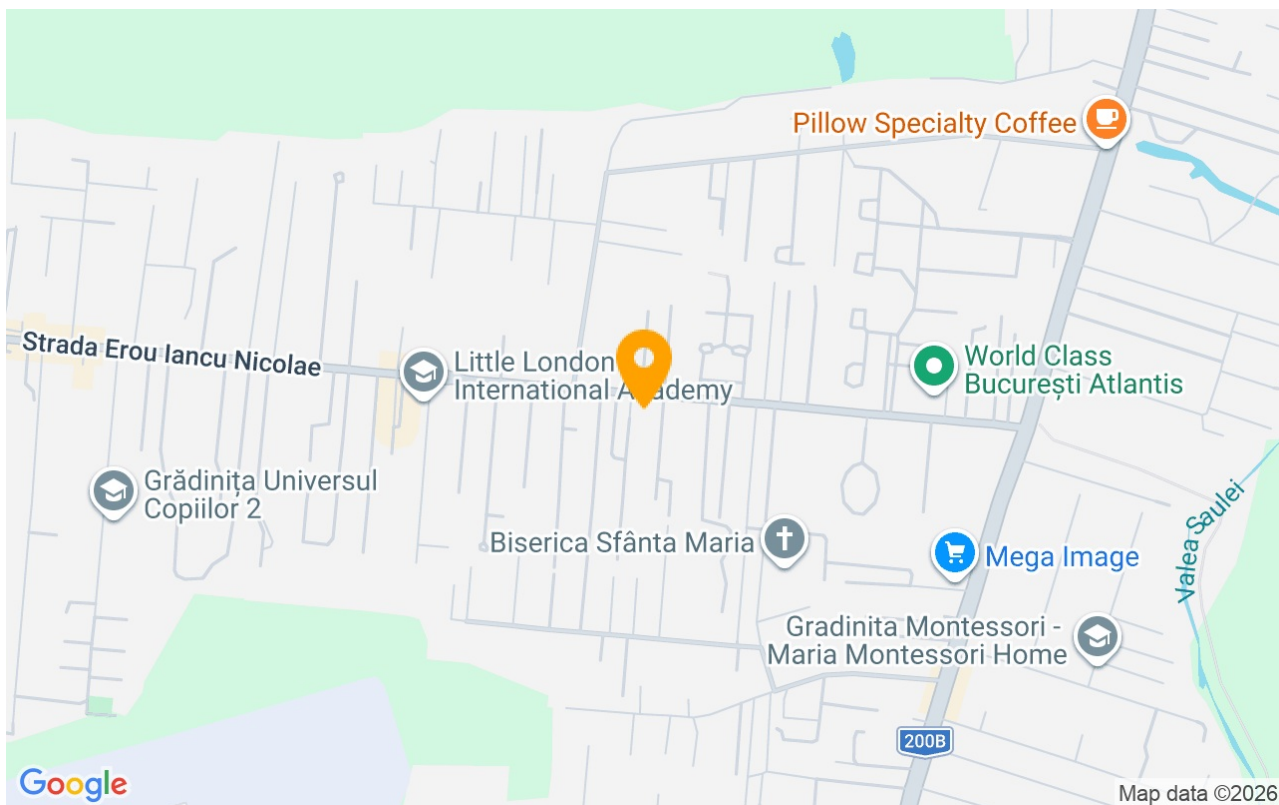 Pillow Specialty Coffee
Strada Erou Iancu Nicolae
Little London
International Academy
World Class
București Atlantis
Grădinița Universul
Copiilor 2
Biserica Sfânta Maria
Mega Image
Valea Saulei
Gradinita Montessori -
Maria Montessori Home
200B
Google
Map data ©2026